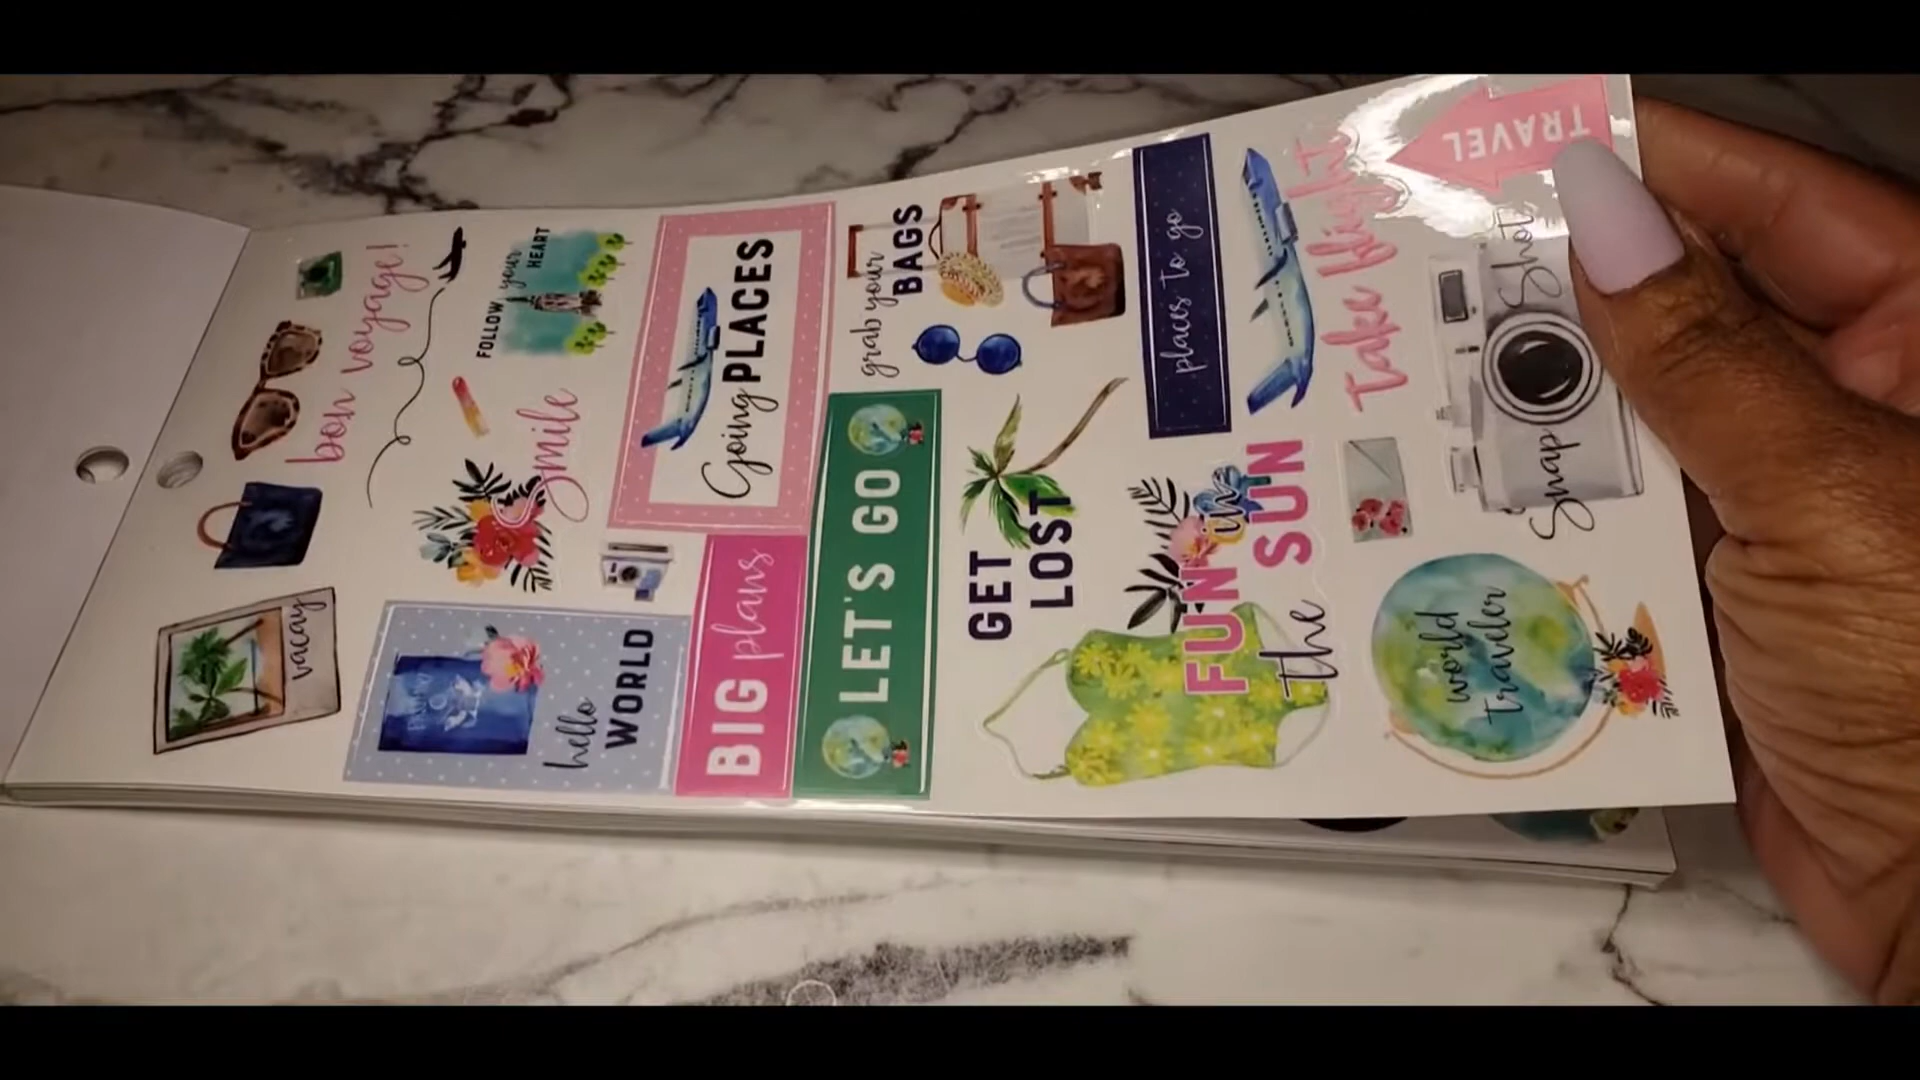 bon voyage!
vacay
FOLLOW your
HEART
Smile
hello
WORLD
Going PLACES
BIG plans
LET'S GO
grab your
BAGS
GET
LOST
places to go
FUN in
the SUN
Take Flight
TRAVEL
Snap Shot
world
traveler